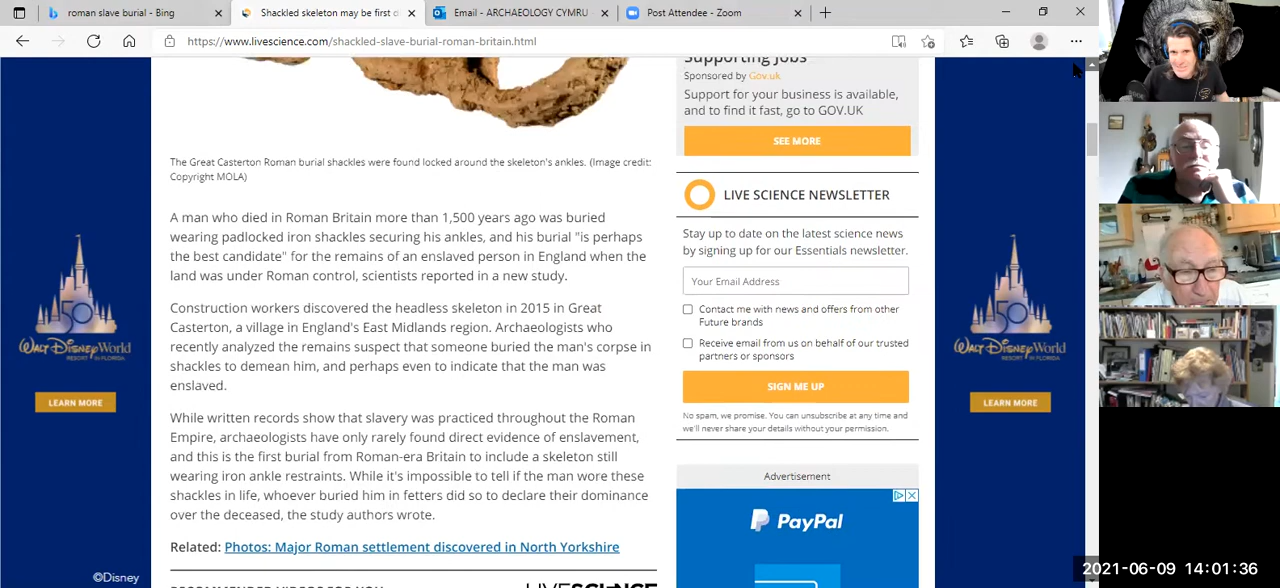 roman slave burial - Bing
Shackled skeleton may be first d
Email - ARCHAEOLOGY CYMRU
Post Attendee - Zoom
https://www.livescience.com/shackled-slave-burial-roman-britain.html
The Great Casterton Roman burial shackles were found locked around the skeleton's ankles. (Image credit:
Copyright MOLA)
A man who died in Roman Britain more than 1,500 years ago was buried
wearing padlocked iron shackles securing his ankles, and his burial "is perhaps
the best candidate" for the remains of an enslaved person in England when the
land was under Roman control, scientists reported in a new study.
Construction workers discovered the headless skeleton in 2015 in Great
Casterton, a village in England's East Midlands region. Archaeologists who
recently analyzed the remains suspect that someone buried the man's corpse in
shackles to demean him, and perhaps even to indicate that the man was
enslaved.
While written records show that slavery was practiced throughout the Roman
Empire, archaeologists have only rarely found direct evidence of enslavement,
and this is the first burial from Roman-era Britain to include a skeleton still
wearing iron ankle restraints. While it's impossible to tell if the man wore these
shackles in life, whoever buried him in fetters did so to declare their dominance
over the deceased, the study authors wrote.
Related: Photos: Major Roman settlement discovered in North Yorkshire
RECOMMENDED VIDEOS FOR YOU
LIVESCIENCE
Supporting Jobs
Sponsored by Gov.uk
Support for your business is available,
and to find it fast, go to GOV.UK
SEE MORE
LIVE SCIENCE NEWSLETTER
Stay up to date on the latest science news
by signing up for our Essentials newsletter.
Your Email Address
Contact me with news and offers from other
Future brands
Receive email from us on behalf of our trusted
partners or sponsors
SIGN ME UP
No spam, we promise. You can unsubscribe at any time and
we'll never share your details without your permission.
Advertisement
PayPal
50
WALT DISNEY WORLD
RESORT IN FLORIDA
LEARN MORE
©Disney
50
WALT DISNEY WORLD
RESORT IN FLORIDA
LEARN MORE
2021-06-09 14:01:36